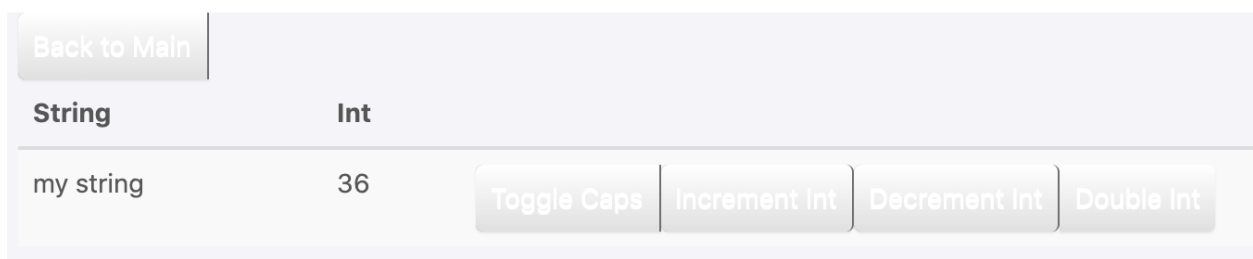 Back to Main
String Int
my string 36 Toggle Caps Increment Int Decrement Int Double Int